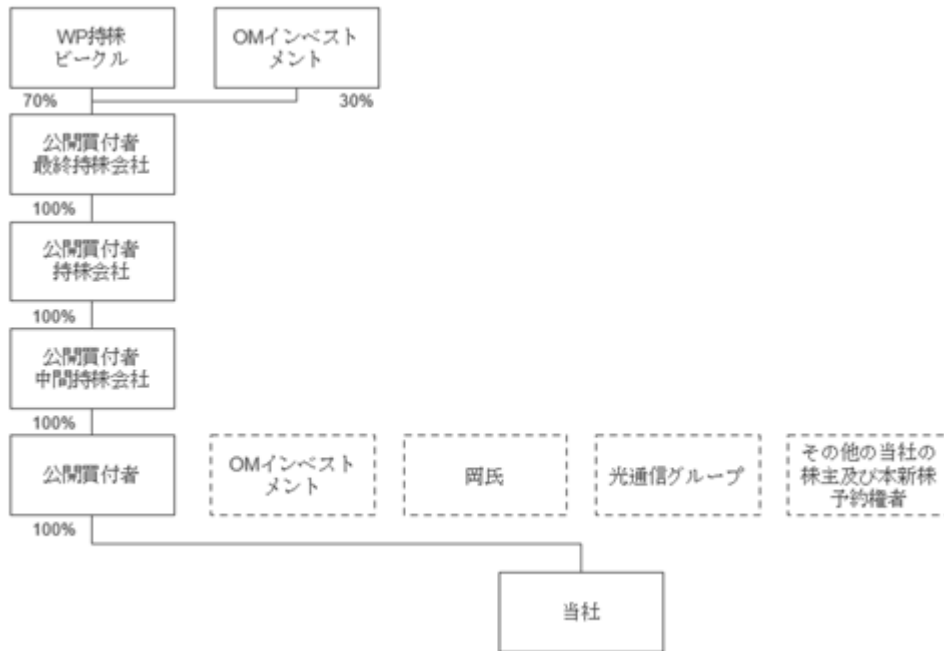 WP持株
ビークル
OMインベスト
メント
70%
30%
公開買付者
最終持株会社
100%
公開買付者
持株会社
100%
公開買付者
中間持株会社
100%
公開買付者
OMインベスト
メント
岡氏
光通信グループ
その他の当社の
株主及び本新株
予約権者
100%
当社